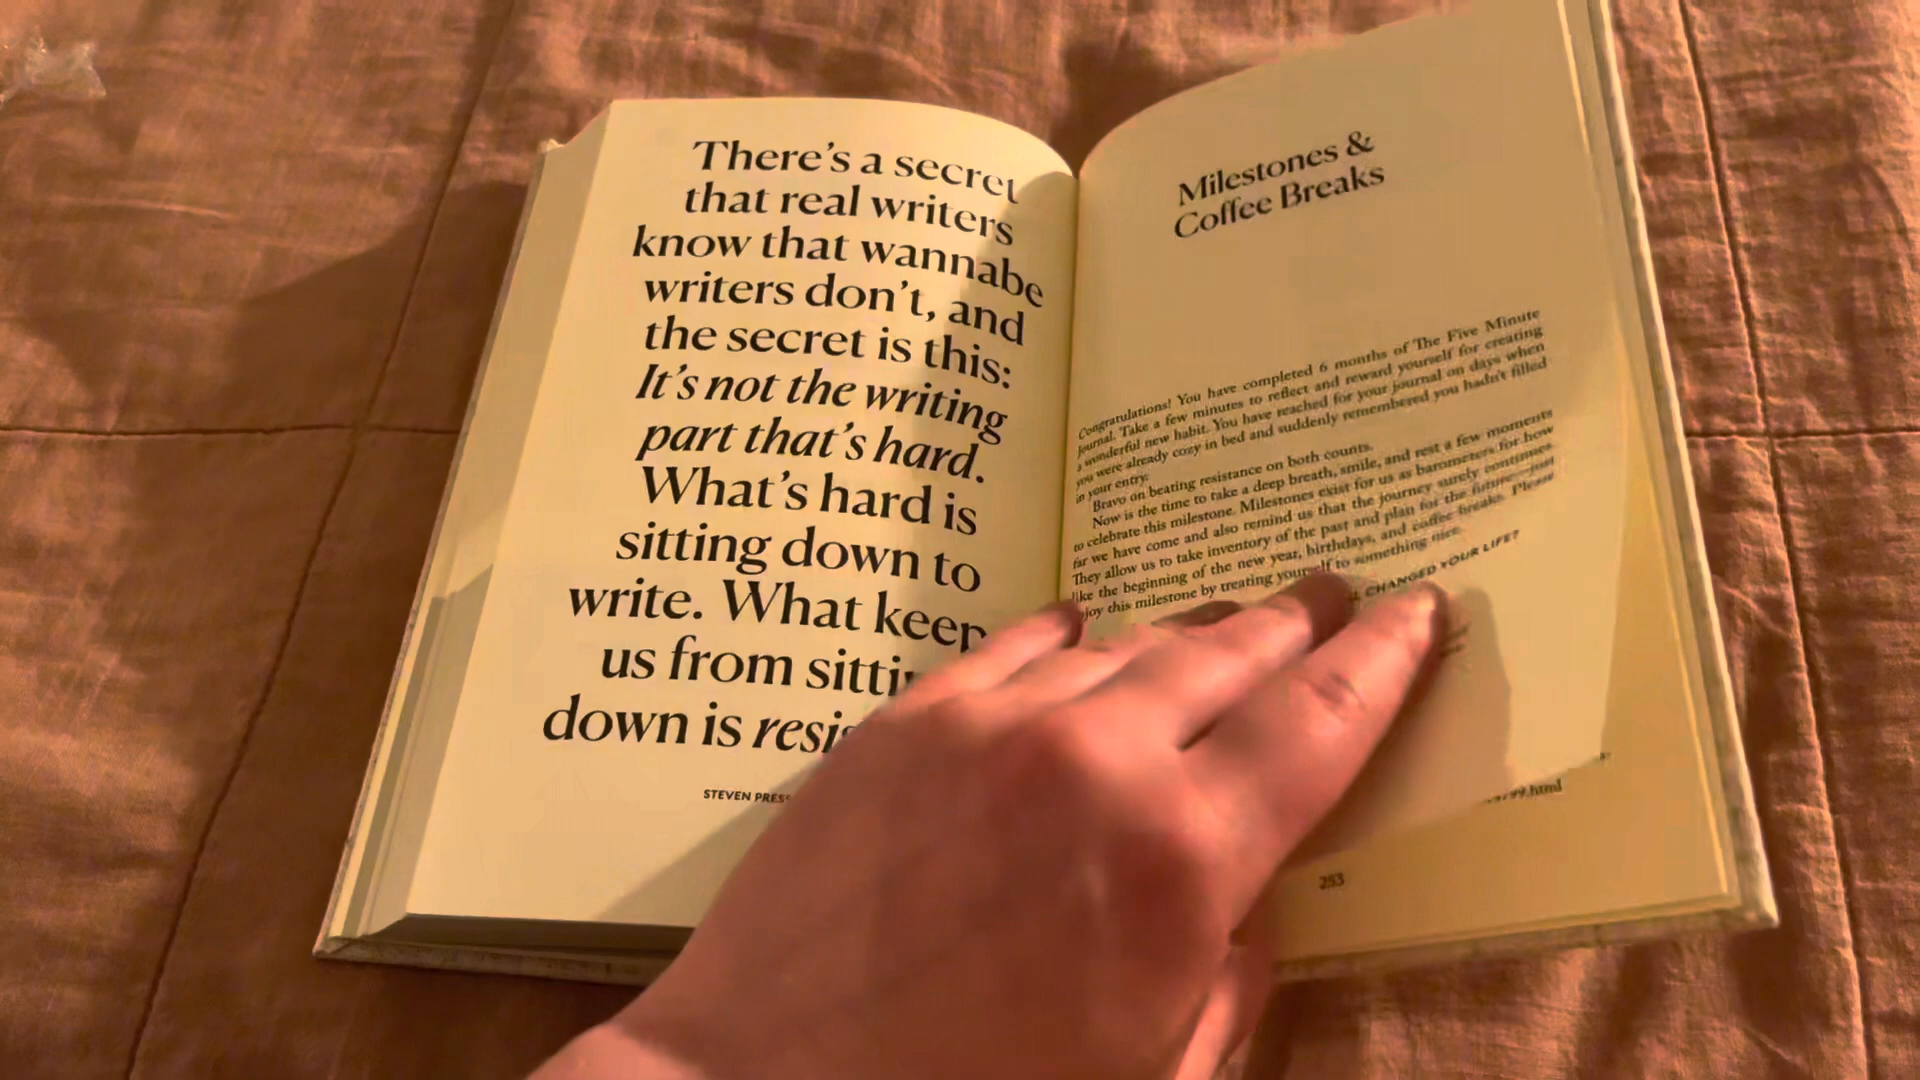 There's a secret
that real writers
know that wannabe
writers don't, and
the secret is this:
It's not the writing
part that's hard.
What's hard is
sitting down to
write. What keep
us from sitti
down is resi
STEVEN PRES
Milestones &
Coffee Breaks
Congratulations! You have completed 6 months of The Five Minute
Journal. Take a few minutes to reflect and reward yourself for creating
a wonderful new habit. You have reached for your journal on days when
you were already cozy in bed and suddenly remembered you hadn't filled
in your entry.
Bravo on beating resistance on both counts.
Now is the time to take a deep breath, smile, and rest a few moments
to celebrate this milestone. Milestones exist for us as barometers for how
far we have come and also remind us that the journey surely continues.
They allow us to take inventory of the past and plan for the future—just
like the beginning of the new year, birthdays, and coffee breaks. Please
joy this milestone by treating yourself to something nice.
CHANGED YOUR LIFE?
99.html
253